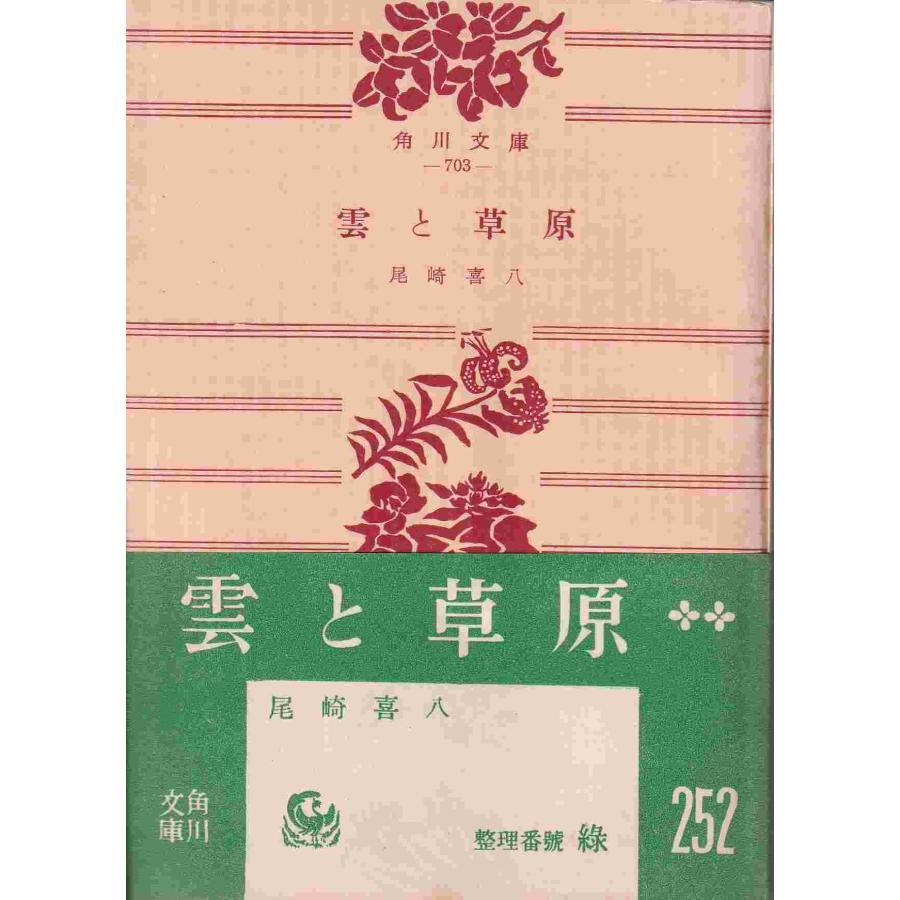 角川文庫
—703—
雲と草原
尾崎喜八
雲と草原
尾崎喜八
角川文庫
整理番號 綠
252